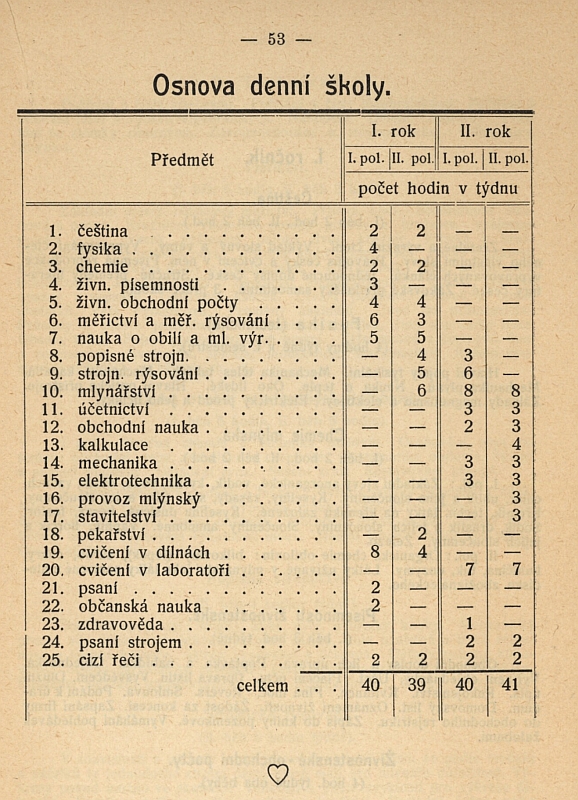 — 53 —
Osnova denní školy.
Předmět
I. rok II. rok
I. pol. II. pol. I. pol. II. pol.
počet hodin v týdnu
1. čeština . . . . . . . . . . 2 2 — —
2. fysika . . . . . . . . . . . 4 — — —
3. chemie . . . . . . . . . . 2 2 — —
4. živn. písemnosti . . . . . . 3 — — —
5. živn. obchodní počty . . . . . 4 4 — —
6. měřictví a měř. rýsování . . . . 6 3 — —
7. nauka o obilí a ml. výr. . . . . 5 5 — —
8. popisné strojn. . . . . . . . — 4 3 —
9. strojn. rýsování . . . . . . . — 5 6 —
10. mlynářství . . . . . . . . . — 6 8 8
11. účetnictví . . . . . . . . . — — 3 3
12. obchodní nauka . . . . . . . — — 2 3
13. kalkulace . . . . . . . . . — — — 4
14. mechanika . . . . . . . . . — — 3 3
15. elektrotechnika . . . . . . . — — 3 3
16. provoz mlýnský . . . . . . . — — — 3
17. stavitelství . . . . . . . . . — — — 3
18. pekařství . . . . . . . . . . — 2 — —
19. cvičení v dílnách . . . . . . 8 4 — —
20. cvičení v laboratoři . . . . . — — 7 7
21. psaní . . . . . . . . . . . 2 — — —
22. občanská nauka . . . . . . . 2 — — —
23. zdravověda . . . . . . . . . — — 1 —
24. psaní strojem . . . . . . . . — — 2 2
25. cizí řeči . . . . . . . . . . 2 2 2 2
celkem . . . 40 39 40 41